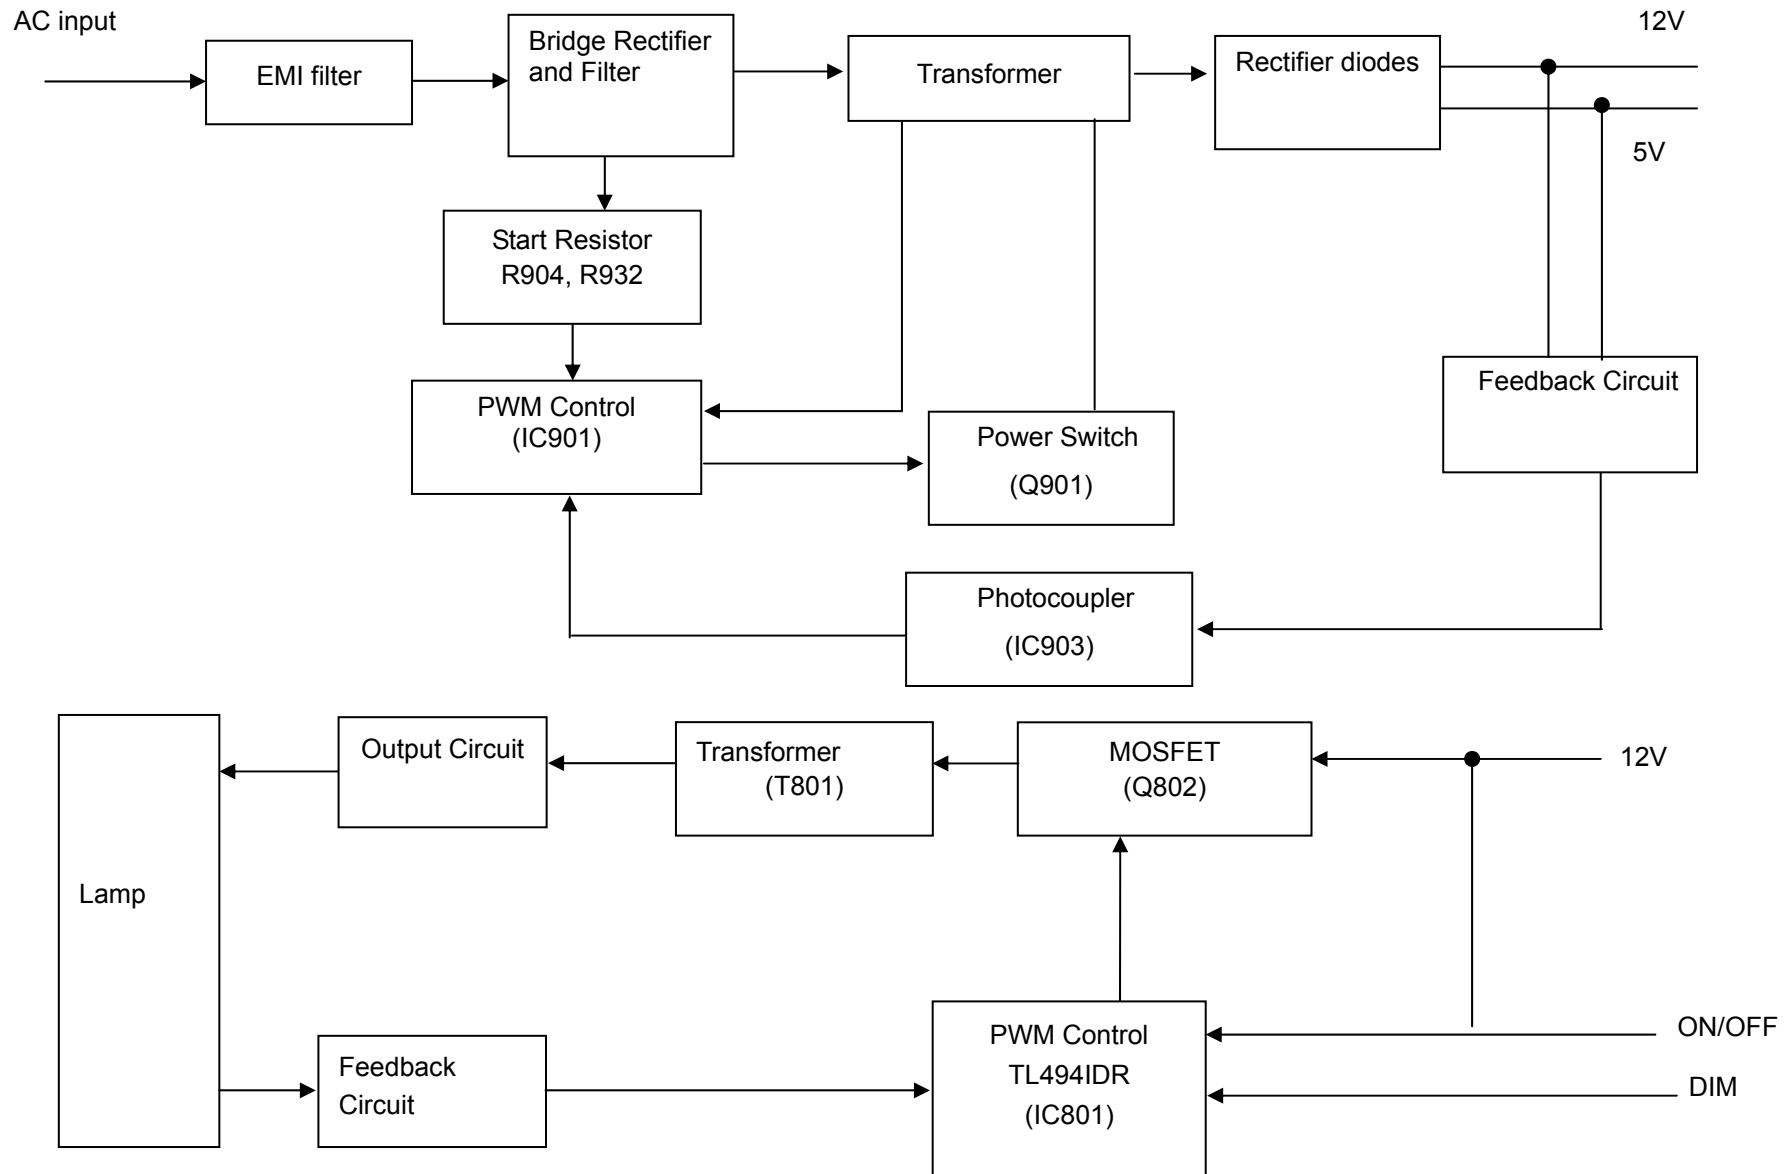 AC input
EMI filter
Bridge Rectifier
and Filter
Transformer
Rectifier diodes
12V
5V
Start Resistor
R904, R932
PWM Control
(IC901)
Power Switch
(Q901)
Feedback Circuit
Photocoupler
(IC903)
Lamp
Output Circuit
Transformer
(T801)
MOSFET
(Q802)
12V
Feedback
Circuit
PWM Control
TL494IDR
(IC801)
ON/OFF
DIM